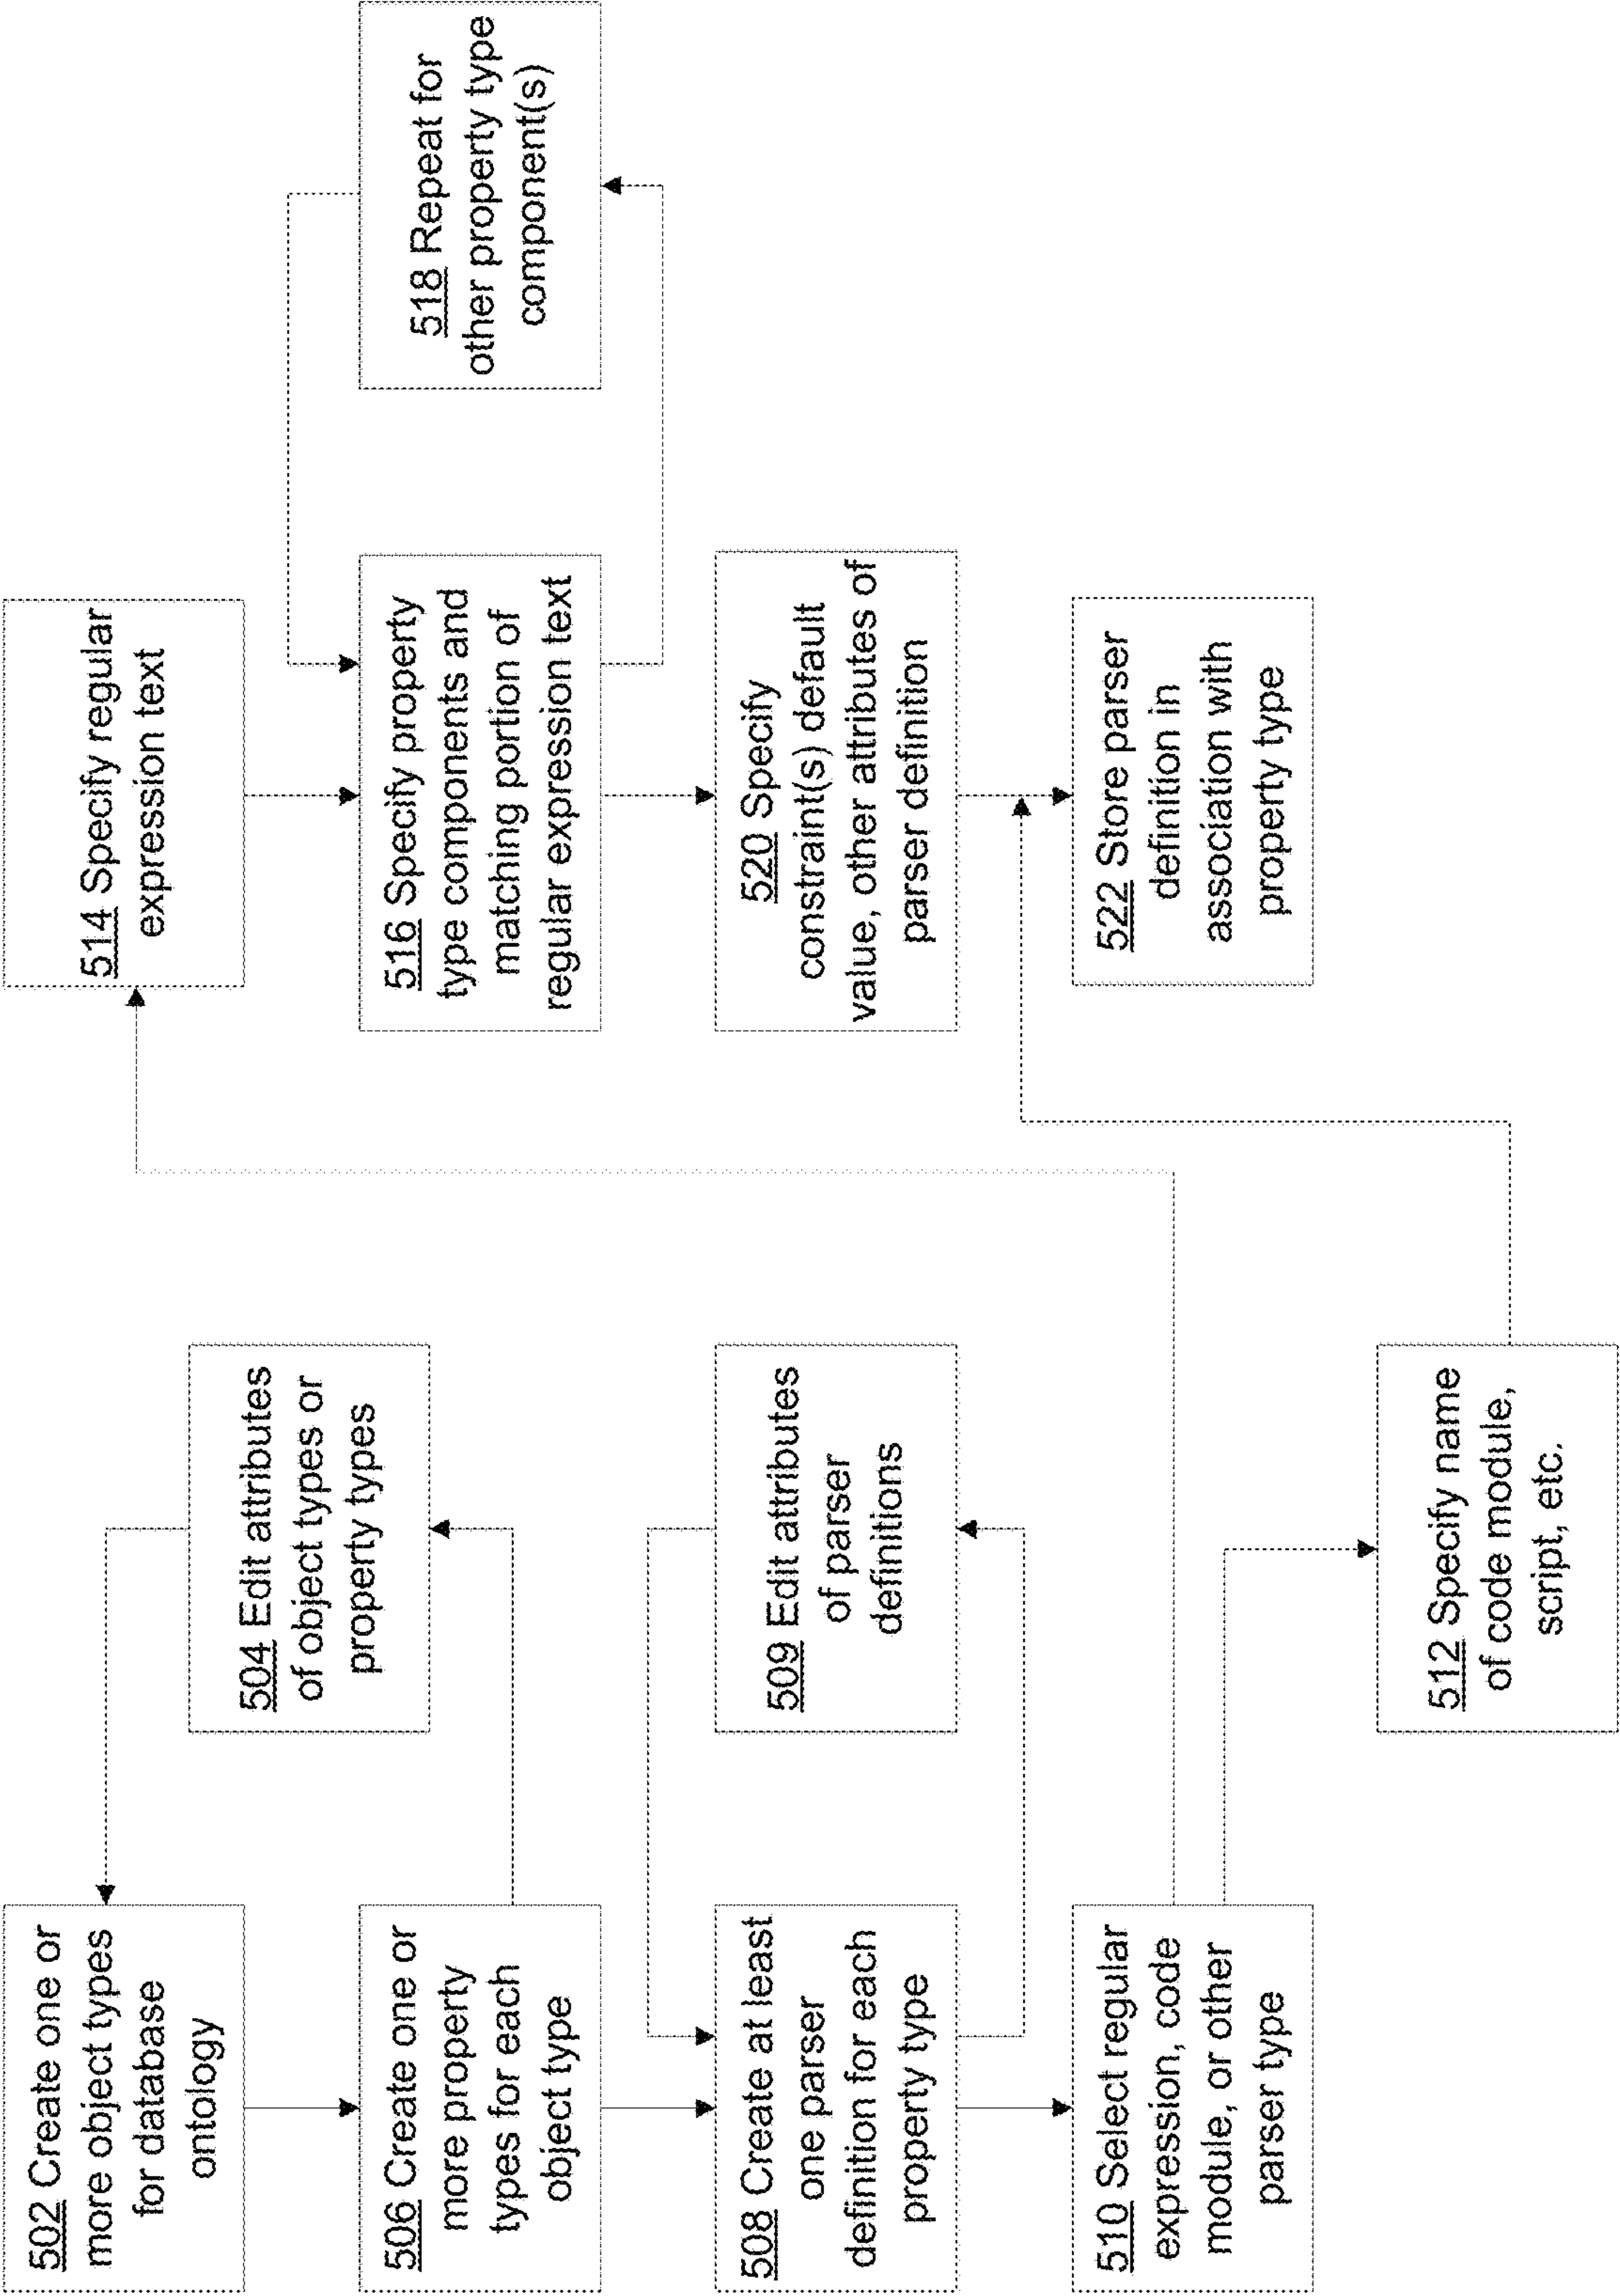 502 Create one or
more object types
for database
ontology
504 Edit attributes
of object types or
property types
506 Create one or
more property
types for each
object type
508 Create at least
one parser
definition for each
property type
509 Edit attributes
of parser
definitions
510 Select regular
expression, code
module, or other
parser type
512 Specify name
of code module,
script, etc.
514 Specify regular
expression text
516 Specify property
type components and
matching portion of
regular expression text
518 Repeat for
other property type
component(s)
520 Specify
constraint(s) default
value, other attributes of
parser definition
522 Store parser
definition in
association with
property type